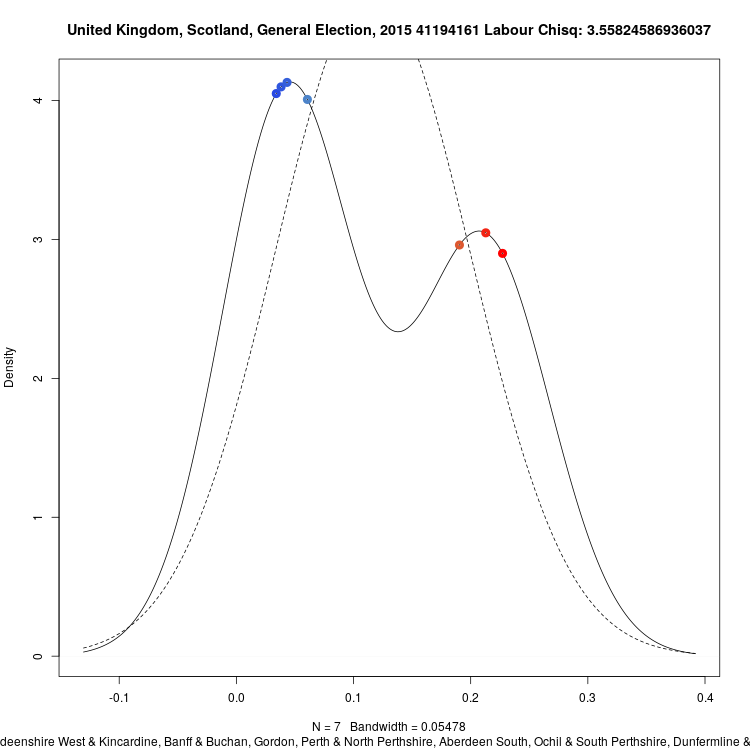 United Kingdom, Scotland, General Election, 2015 41194161 Labour Chisq: 3.55824586936037
Density
4
3
2
1
0
-0.1 0.0 0.1 0.2 0.3 0.4
N = 7 Bandwidth = 0.05478
deenshire West & Kincardine, Banff & Buchan, Gordon, Perth & North Perthshire, Aberdeen South, Ochil & South Perthshire, Dunfermline &